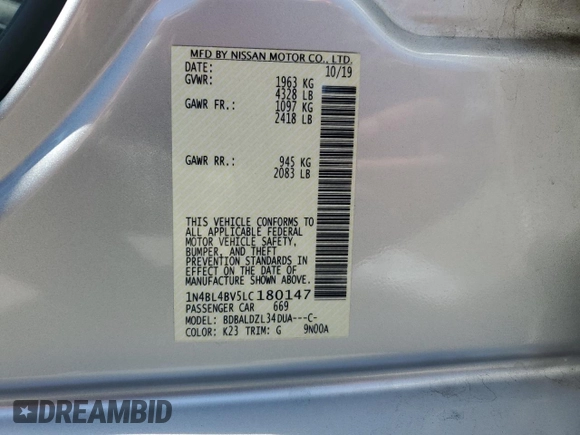 MFD BY NISSAN MOTOR CO., LTD.
DATE: 10/19
GVWR: 1963 KG
4328 LB
GAWR FR.: 1097 KG
2418 LB
GAWR RR.: 945 KG
2083 LB
THIS VEHICLE CONFORMS TO
ALL APPLICABLE FEDERAL
MOTOR VEHICLE SAFETY,
BUMPER, AND THEFT
PREVENTION STANDARDS IN
EFFECT ON THE DATE OF
MANUFACTURE SHOWN ABOVE.
1N4BL4BV5LC180147
PASSENGER CAR 669
MODEL: BDBALDZL34DUA---C-
COLOR: K23 TRIM: G 9N00A
DREAMBID